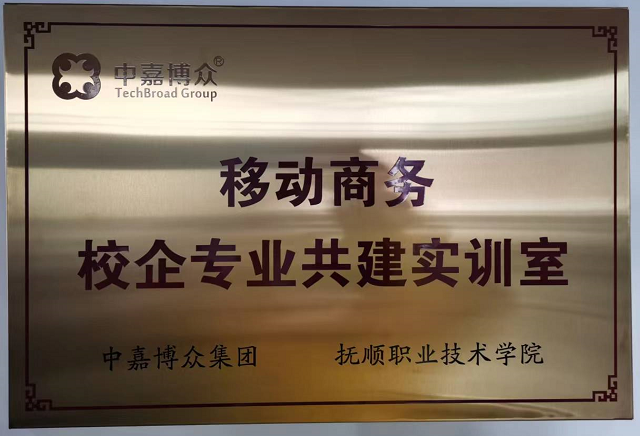 中嘉博众®
TechBroad Group
移动商务
校企专业共建实训室
中嘉博众集团 抚顺职业技术学院